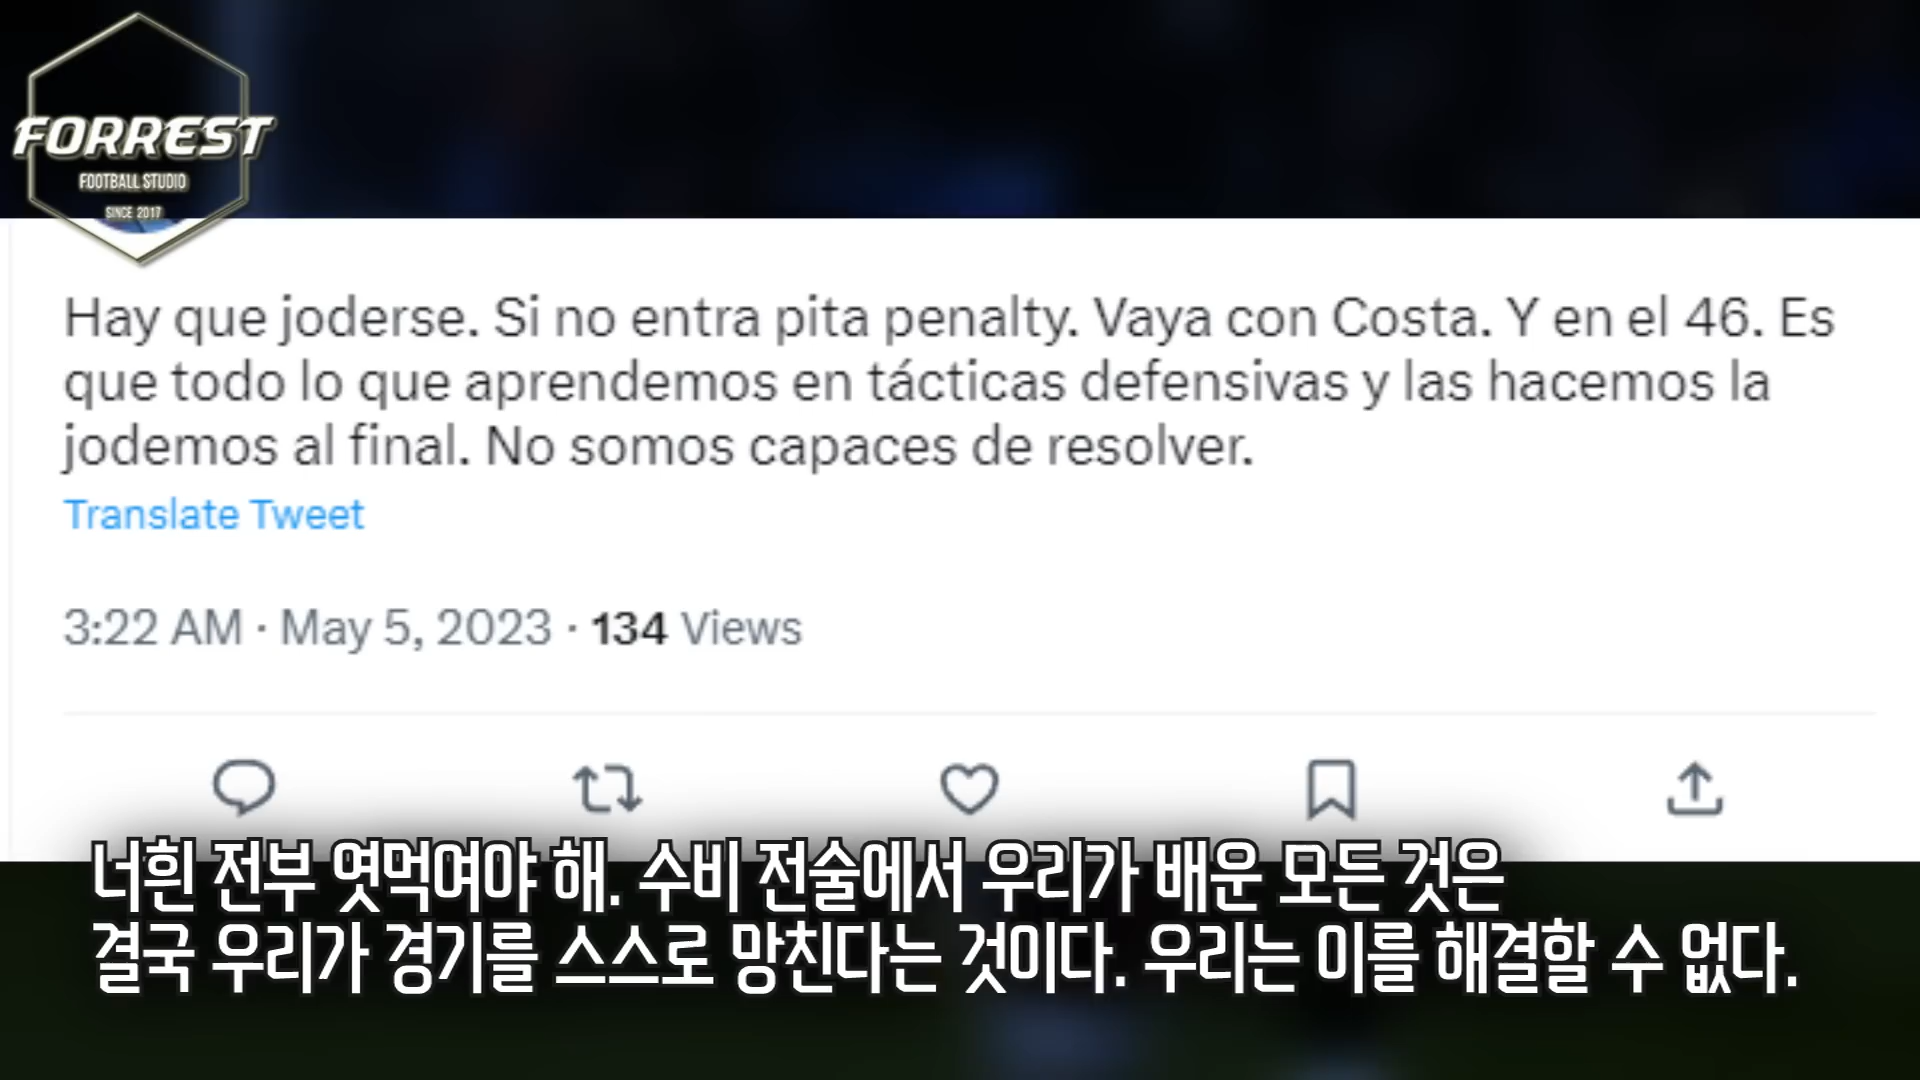 FORREST
FOOTBALL STUDIO
SINCE 2017
Hay que joderse. Si no entra pita penalty. Vaya con Costa. Y en el 46. Es
que todo lo que aprendemos en tácticas defensivas y las hacemos la
jodemos al final. No somos capaces de resolver.
Translate Tweet
3:22 AM · May 5, 2023 · 134 Views
너흰 전부 엿먹여야 해. 수비 전술에서 우리가 배운 모든 것은
결국 우리가 경기를 스스로 망친다는 것이다. 우리는 이를 해결할 수 없다.